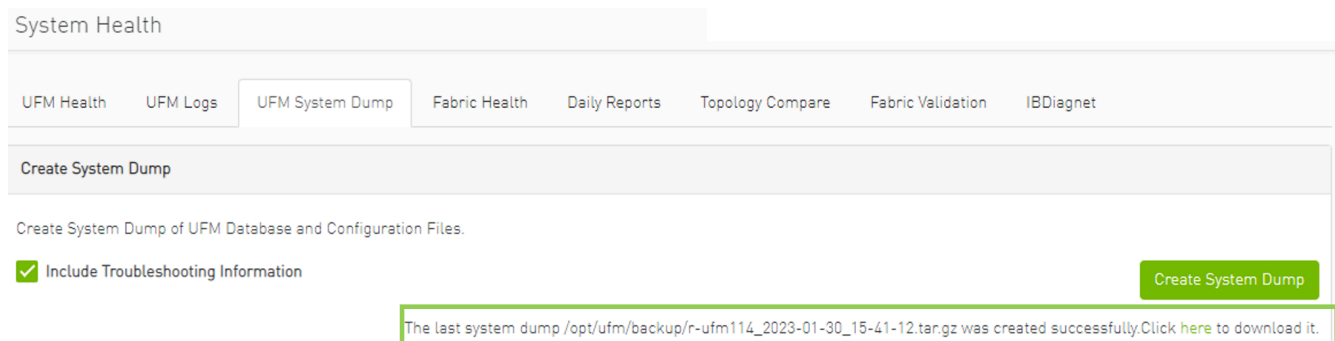 System Health
UFM Health UFM Logs UFM System Dump Fabric Health Daily Reports Topology Compare Fabric Validation IBDiagnet
Create System Dump
Create System Dump of UFM Database and Configuration Files.
Include Troubleshooting Information
Create System Dump
The last system dump /opt/ufm/backup/r-ufm114_2023-01-30_15-41-12.tar.gz was created successfully.Click here to download it.